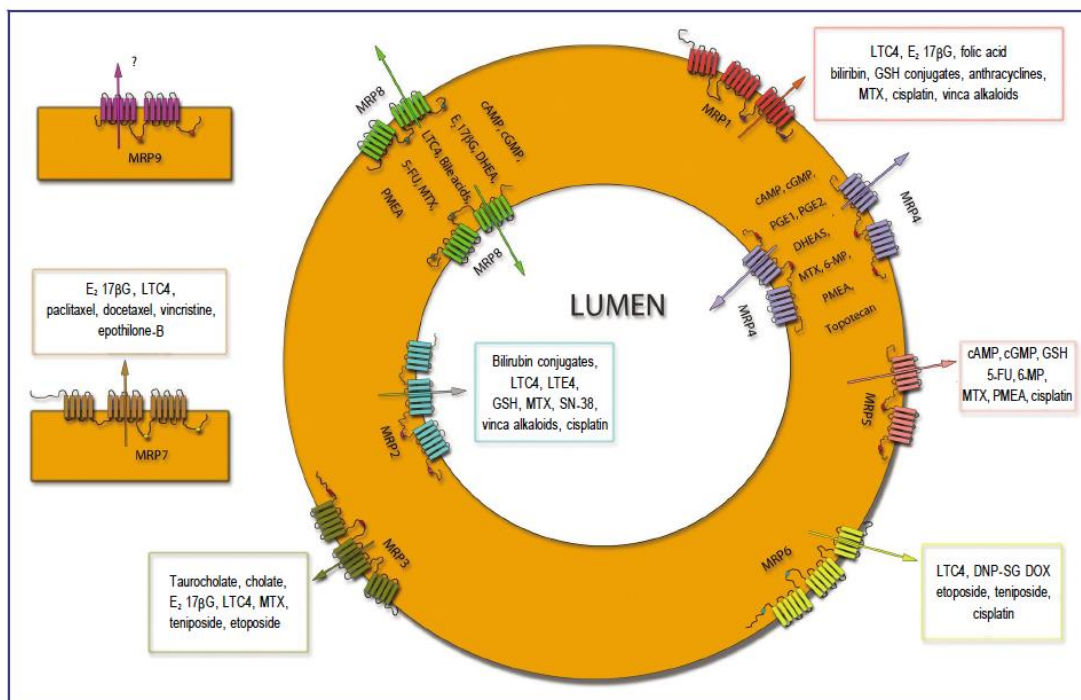 ?
MRP9
E₂ 17βG, LTC4,
paclitaxel, docetaxel, vincristine,
epothilone-B
MRP7
MRP8
cAMP, cGMP,
E₂17βG, DHEA,
LTC4, Bile acids,
5-FU, MTX,
PMEA
MRP8
MRP1
LTC4, E₂ 17βG, folic acid
biliribin, GSH conjugates, anthracyclines,
MTX, cisplatin, vinca alkaloids
cAMP, cGMP,
PGE1, PGE2,
DHEAS,
MTX, 6-MP,
PMEA,
Topotecan
MRP4
MRP4
LUMEN
Bilirubin conjugates,
LTC4, LTE4,
GSH, MTX, SN-38,
vinca alkaloids, cisplatin
MRP2
cAMP, cGMP, GSH
5-FU, 6-MP,
MTX, PMEA, cisplatin
MRP5
MRP3
Taurocholate, cholate,
E₂ 17βG, LTC4, MTX,
teniposide, etoposide
MRP6
LTC4, DNP-SG DOX
etoposide, teniposide,
cisplatin